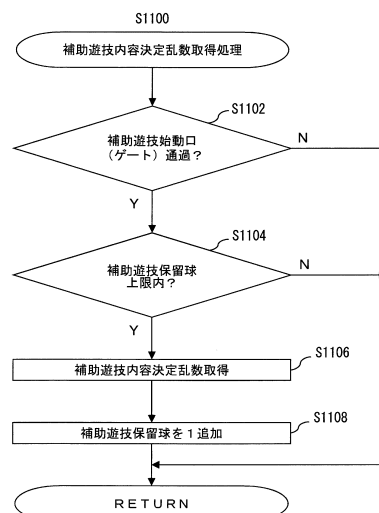 S1100
補助遊技内容決定乱数取得処理
S1102
補助遊技始動口
(ゲート)通過?
N
Y
S1104
補助遊技保留球
上限内?
N
Y
S1106
補助遊技内容決定乱数取得
S1108
補助遊技保留球を1追加
RETURN